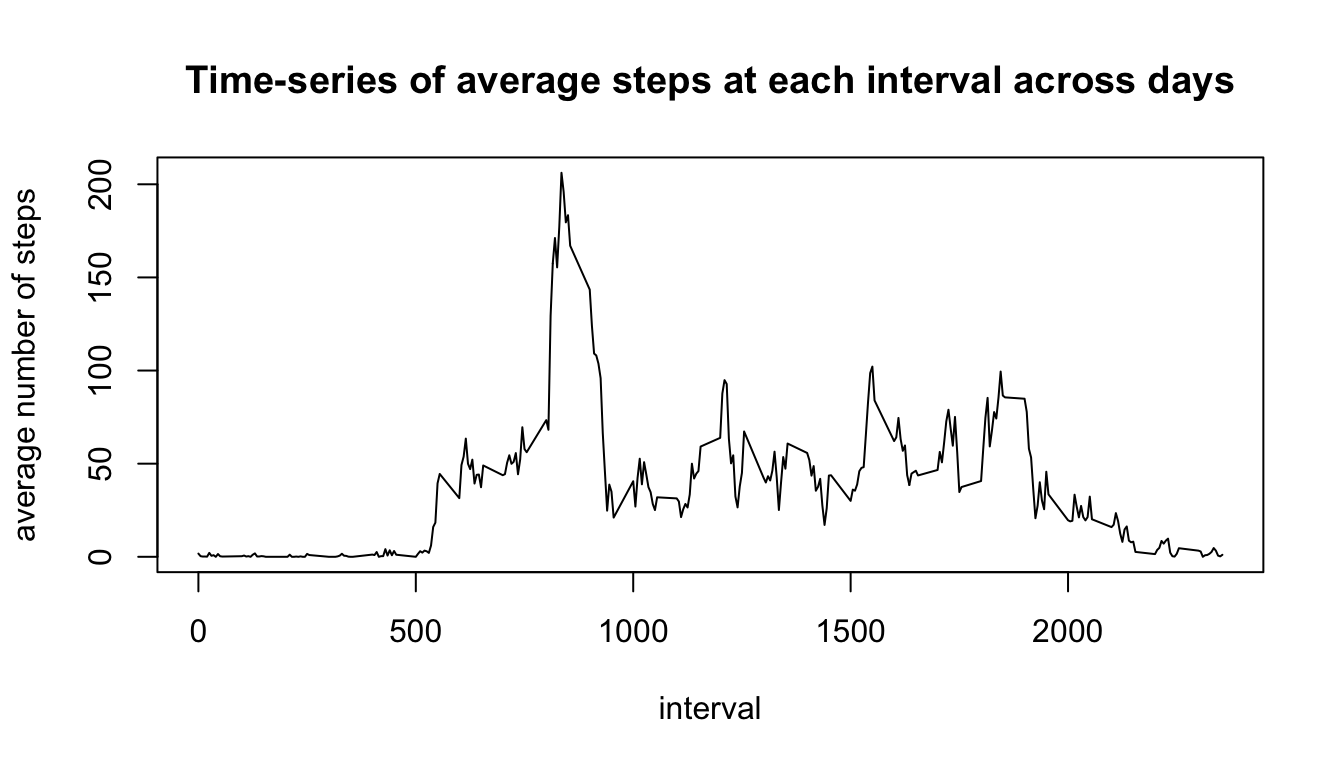 Time-series of average steps at each interval across days
average number of steps
200
150
100
50
0
0 500 1000 1500 2000
interval